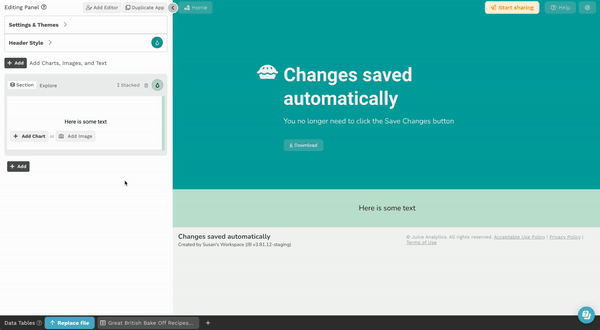 Editing Panel
Add Editor
Duplicate App
Home
Start sharing
Help
Settings & Themes
Header Style
+ Add
Add Charts, Images, and Text
Section
Explore
Stacked
Here is some text
+ Add Chart
or
Add Image
+ Add
Changes saved
automatically
You no longer need to click the Save Changes button
Download
Here is some text
Changes saved automatically
Created by Susan's Workspace (JB v3.91.12-staging)
© Juice Analytics. All rights reserved. Acceptable Use Policy | Privacy Policy |
Terms of Use
Data Tables
Replace file
Great British Bake Off Recipes...
+